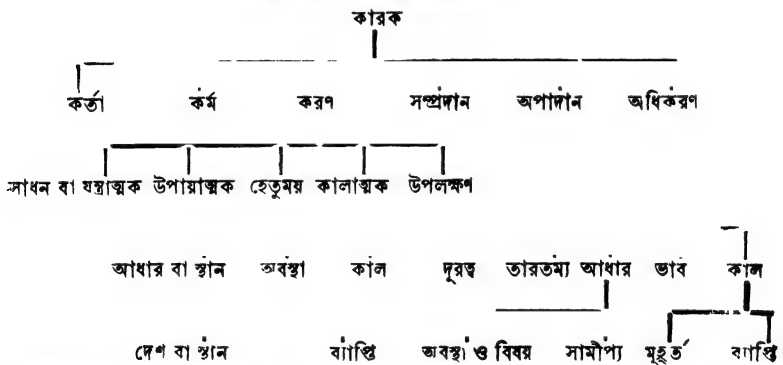 কারক
কর্তা কর্ম করণ সম্প্রদান অপাদান অধিকরণ
সাধন বা যন্ত্রাত্মক উপায়াত্মক হেতুময় কালাত্মক উপলক্ষণ
আধার বা স্থান অবস্থা কাল দূরত্ব তারতম্য আধার ভাব কাল
দেশ বা স্থান ব্যাপ্তি অবস্থা ও বিষয় সামীপ্য মুহূর্ত ব্যাপ্তি